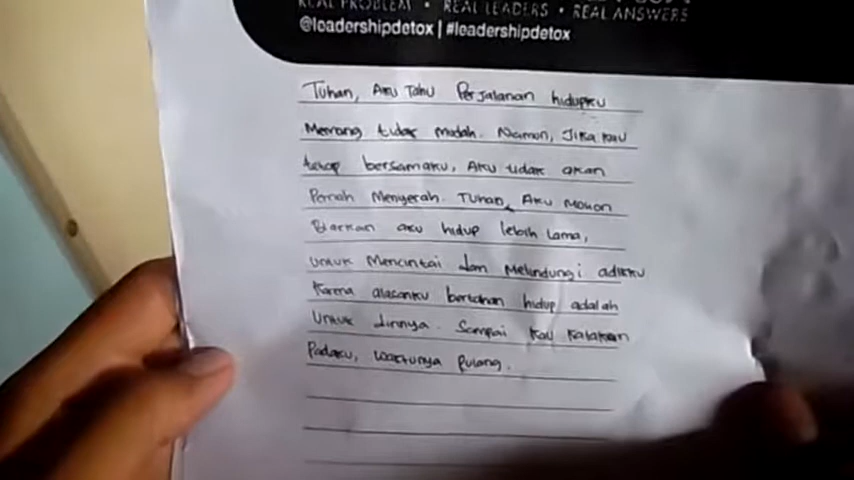 REAL PROBLEM • REAL LEADERS • REAL ANSWERS
@leadershipdetox | #leadershipdetox
Tuhan, Aku Tahu Perjalanan hidupku
Memang tidak mudah. Namun, Jika kau
tetap bersamaku, Aku tidak akan
Pernah Menyerah. Tuhan, Aku Mohon
Biarkan aku hidup lebih lama,
Untuk Mencintai dan Melindungi adikku
Karena alasanku bertahan hidup adalah
Untuk dirinya. Sampai Kau Katakan
Padaku, waktunya pulang.